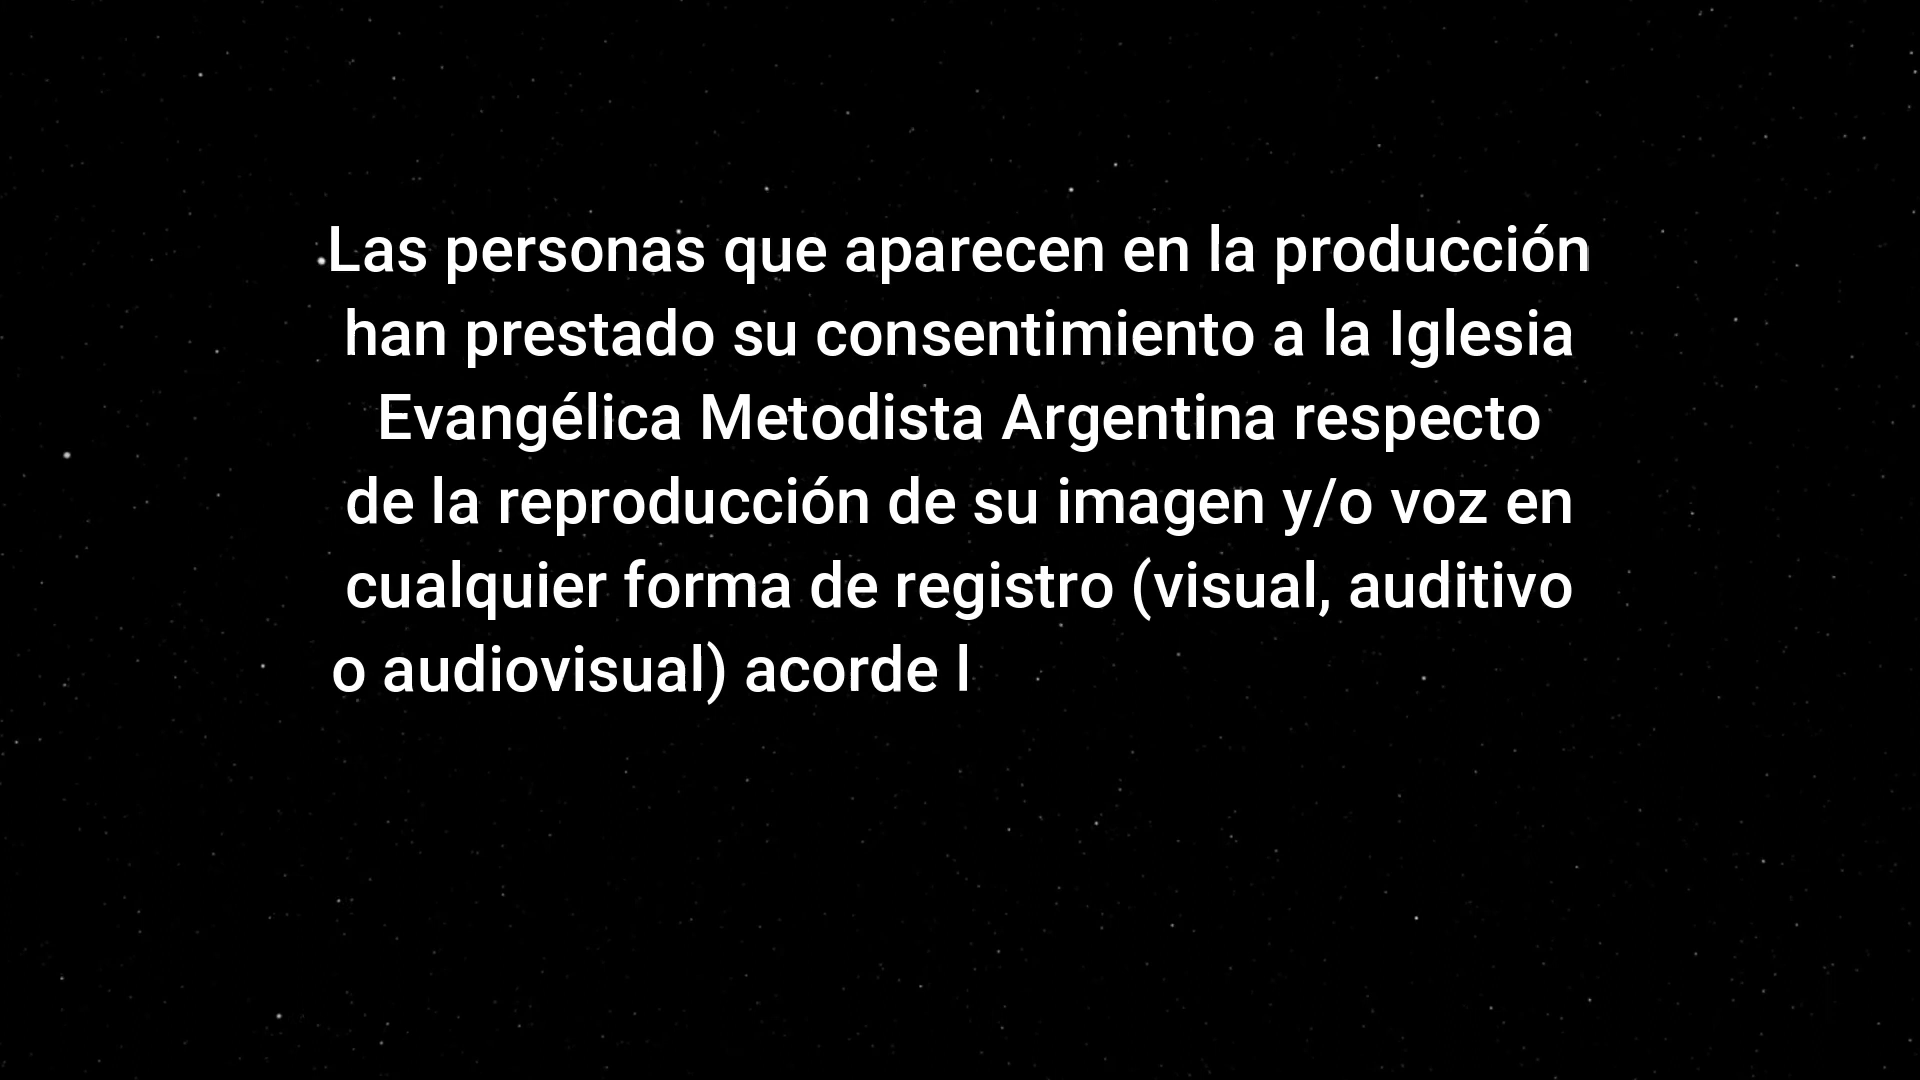 Las personas que aparecen en la producción
han prestado su consentimiento a la Iglesia
Evangélica Metodista Argentina respecto
de la reproducción de su imagen y/o voz en
cualquier forma de registro (visual, auditivo
o audiovisual) acorde l